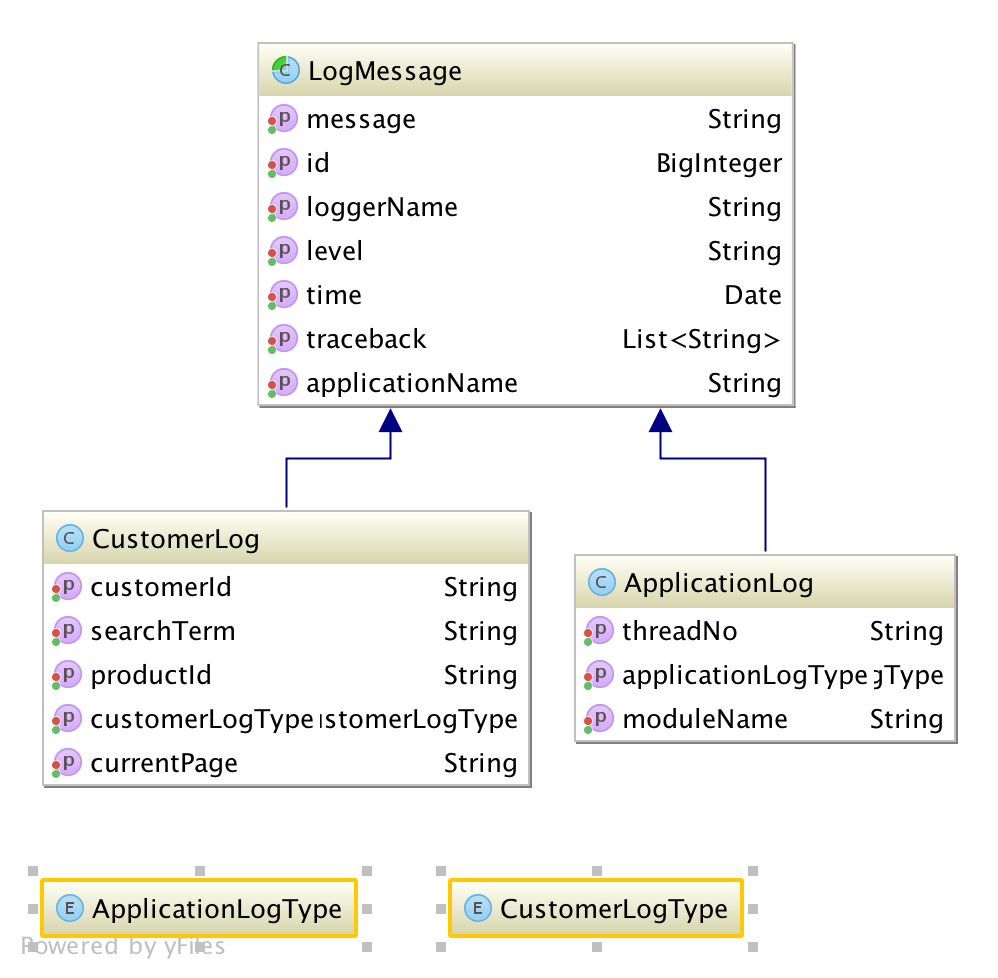 C LogMessage
p message String
p id BigInteger
p loggerName String
p level String
p time Date
p traceback List<String>
p applicationName String
C CustomerLog
p customerId String
p searchTerm String
p productId String
p customerLogType stomerLogType
p currentPage String
C ApplicationLog
p threadNo String
p applicationLogType gType
p moduleName String
E ApplicationLogType
E CustomerLogType
Powered by yFiles